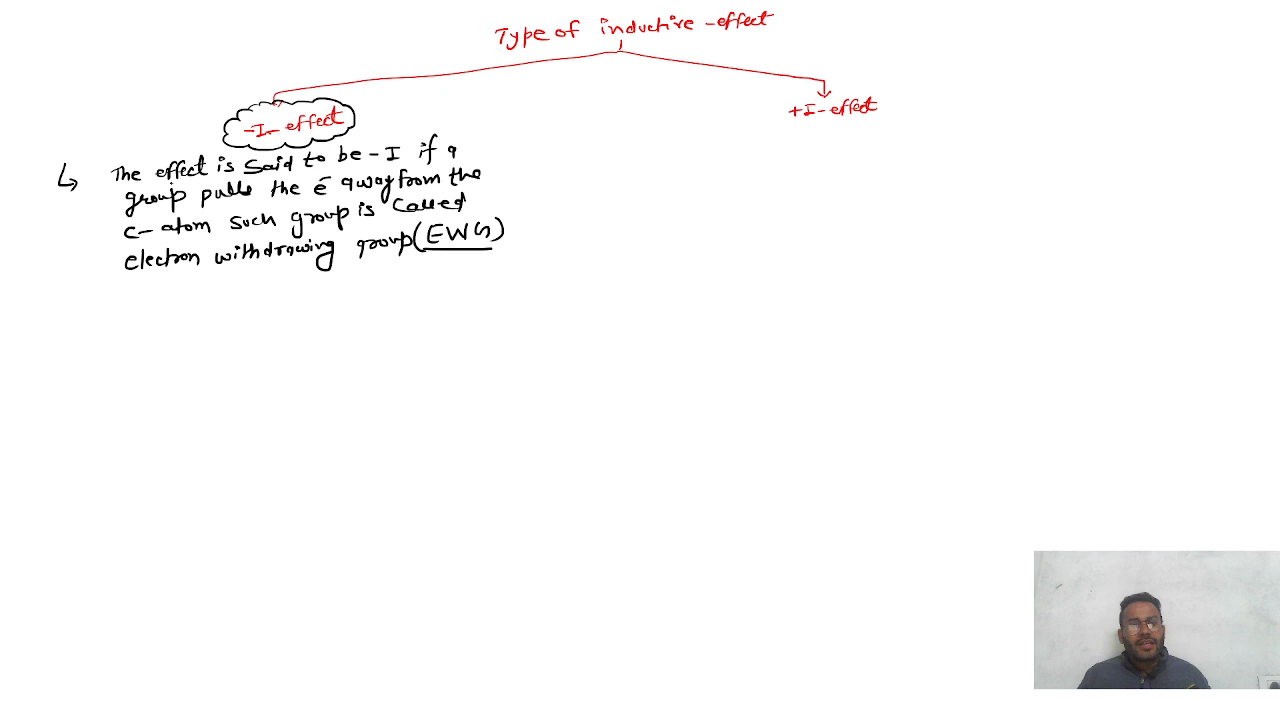 Type of inductive -effect
-I- effect
+I-effect
↳ The effect is said to be -I if a
group pulls the e⁻ away from the
C-atom such group is called
electron withdrawing group (EWG)